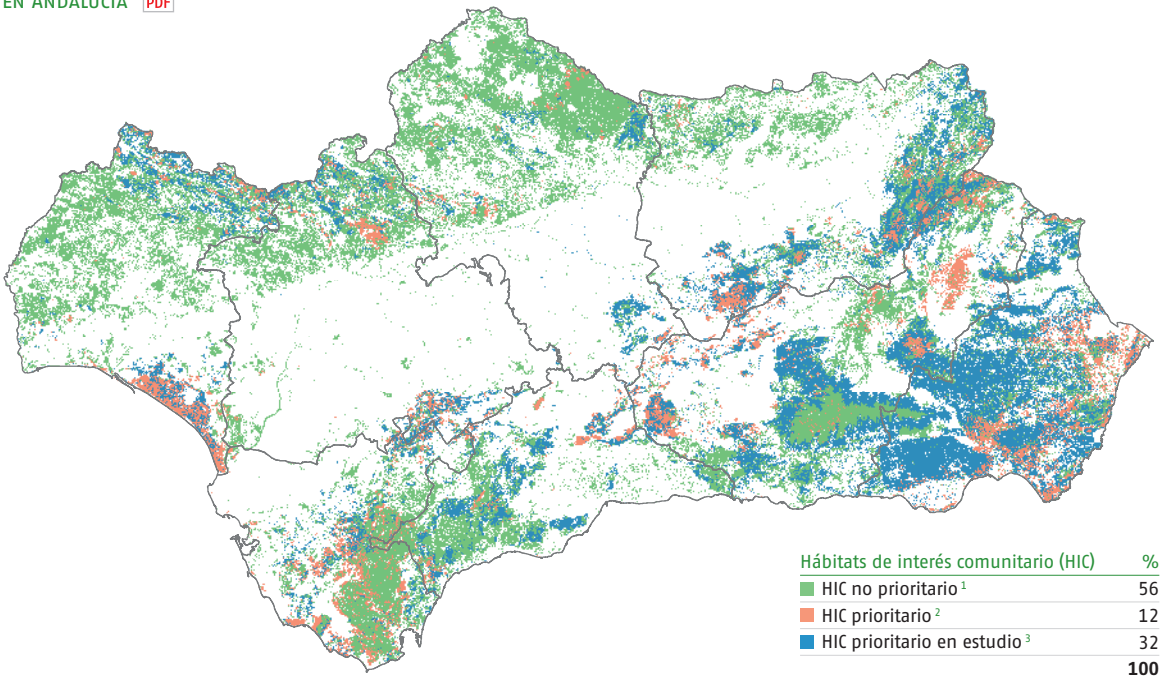 EN ANDALUCÍA PDF
Hábitats de interés comunitario (HIC) %
HIC no prioritario ¹ 56
HIC prioritario ² 12
HIC prioritario en estudio ³ 32
100